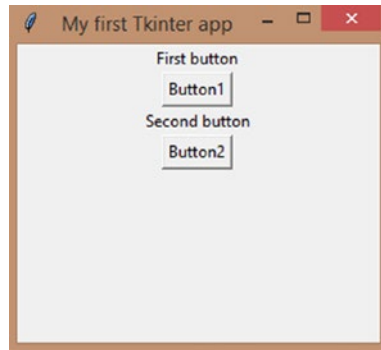 My first Tkinter app
First button
Button1
Second button
Button2